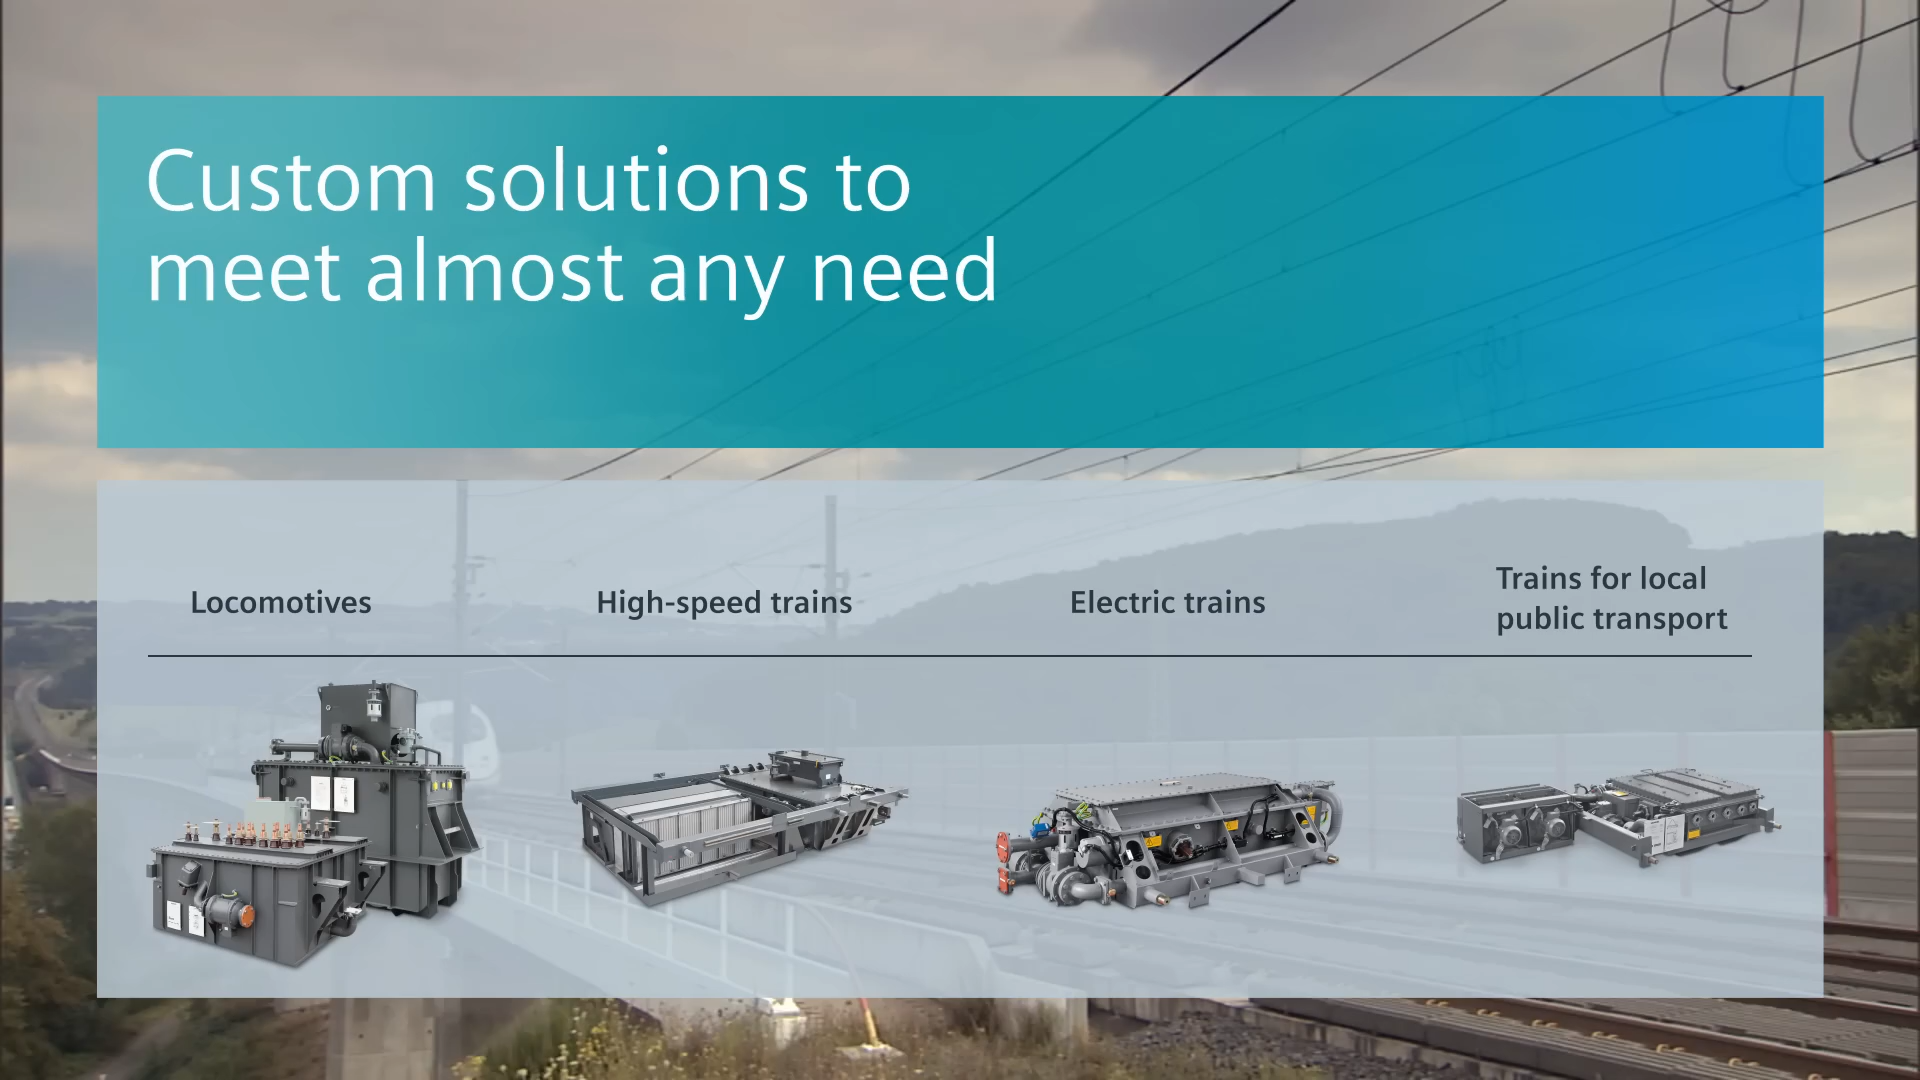 Custom solutions to
meet almost any need
Locomotives
High-speed trains
Electric trains
Trains for local
public transport